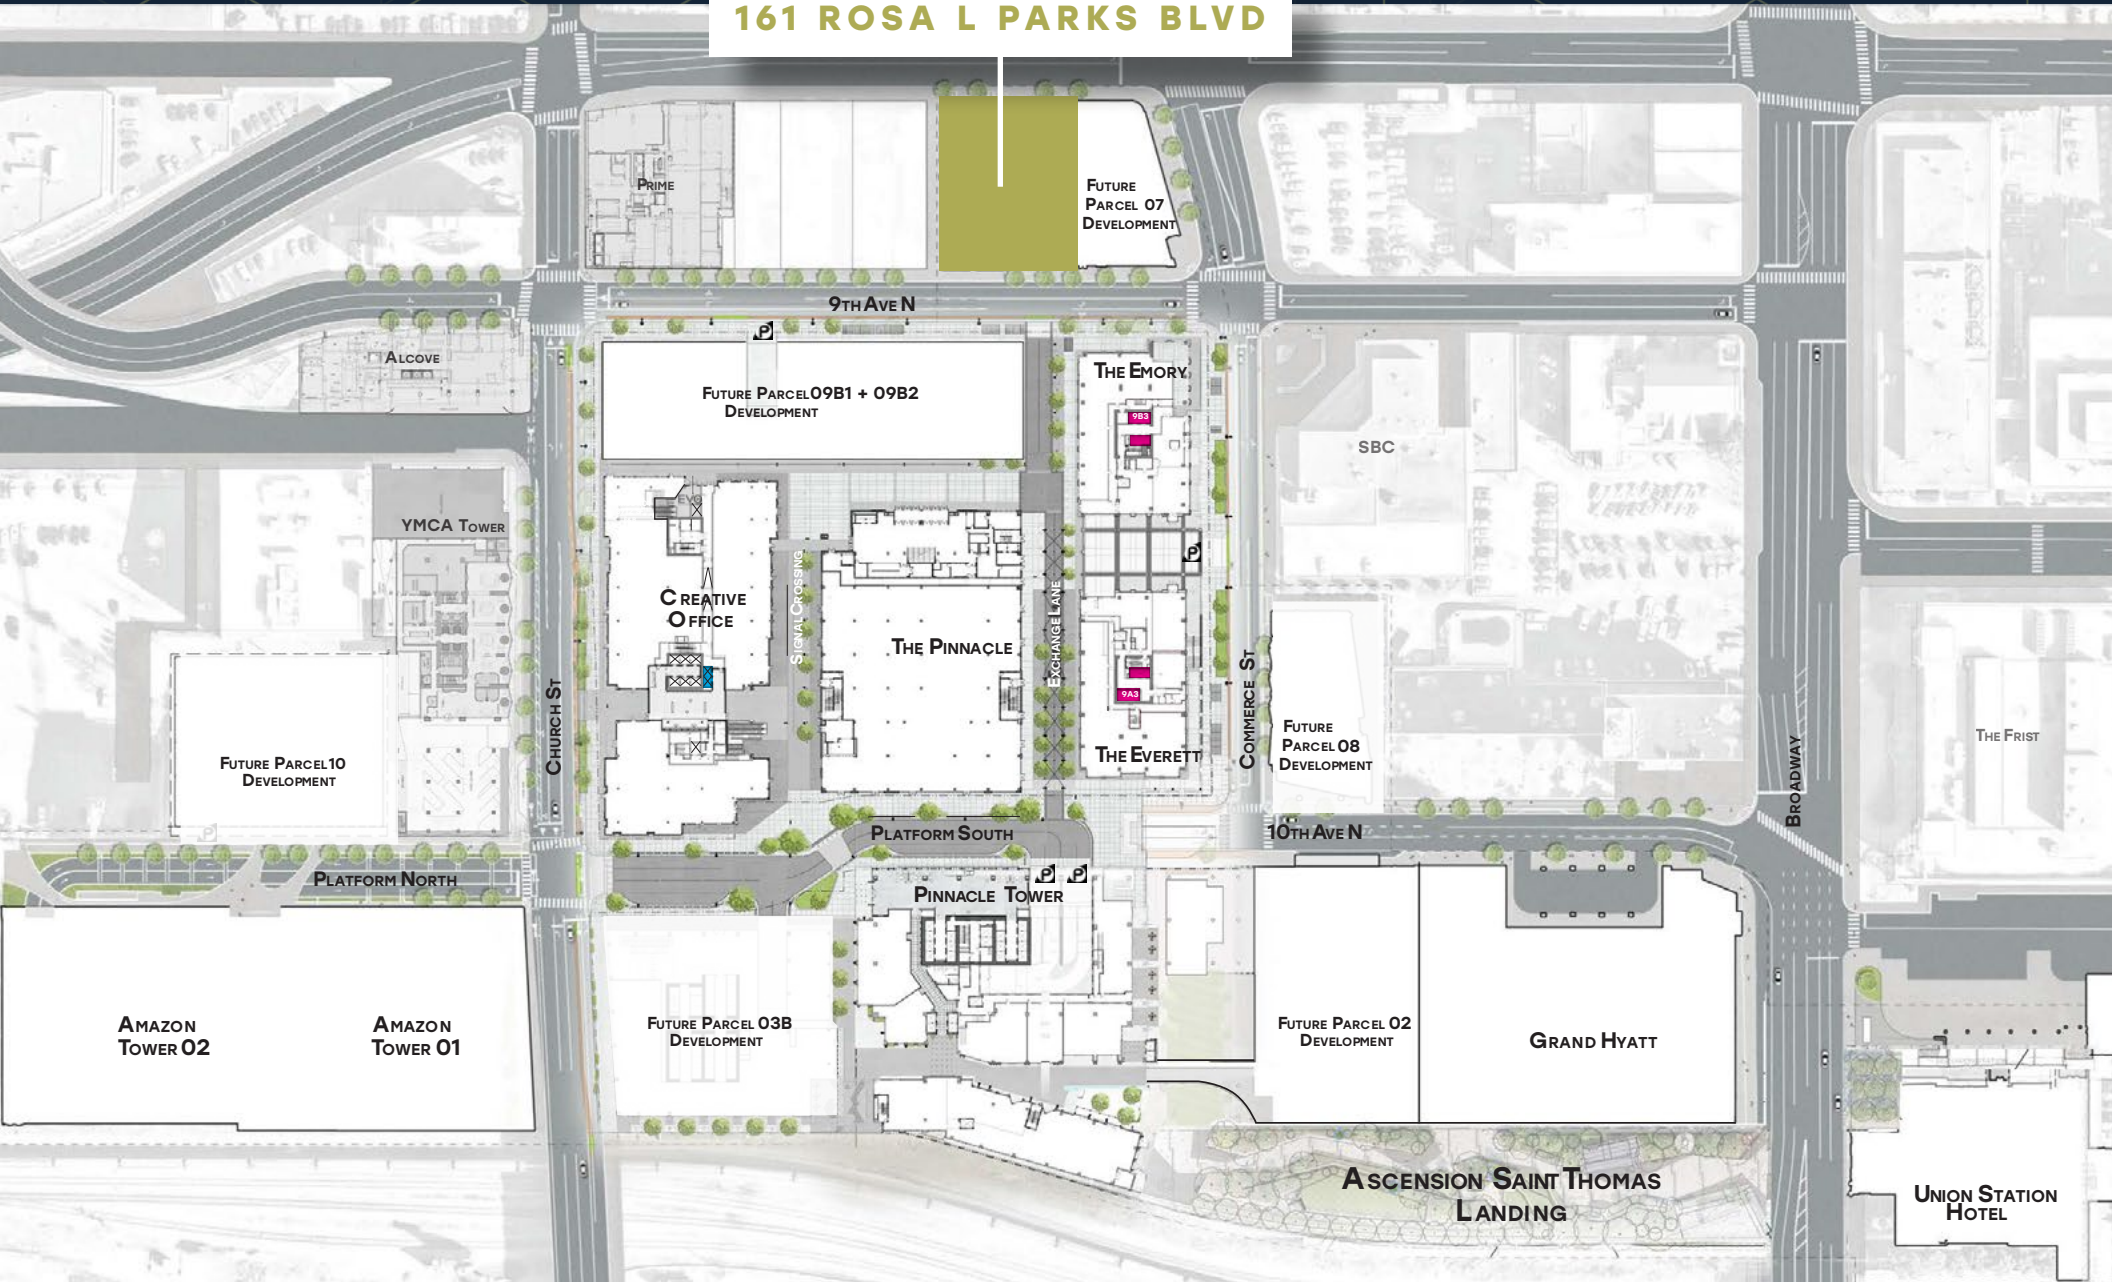 161 ROSA L PARKS BLVD
PRIME
FUTURE
PARCEL 07
DEVELOPMENT
9TH AVE N
P
ALCOVE
THE EMORY
FUTURE PARCEL 09B1 + 09B2
DEVELOPMENT
9B3
SBC
EVO
YMCA TOWER
P
SIGNAL CROSSING
EXCHANGE LANE
CREATIVE
OFFICE
THE PINNACLE
9A3
CHURCH ST
COMMERCE ST
THE EVERETT
FUTURE
PARCEL 08
DEVELOPMENT
THE FRIST
BROADWAY
FUTURE PARCEL 10
DEVELOPMENT
P
PLATFORM SOUTH
10TH AVE N
PLATFORM NORTH
P
P
PINNACLE TOWER
AMAZON
TOWER 02
AMAZON
TOWER 01
FUTURE PARCEL 03B
DEVELOPMENT
FUTURE PARCEL 02
DEVELOPMENT
GRAND HYATT
ASCENSION SAINT THOMAS
LANDING
UNION STATION
HOTEL